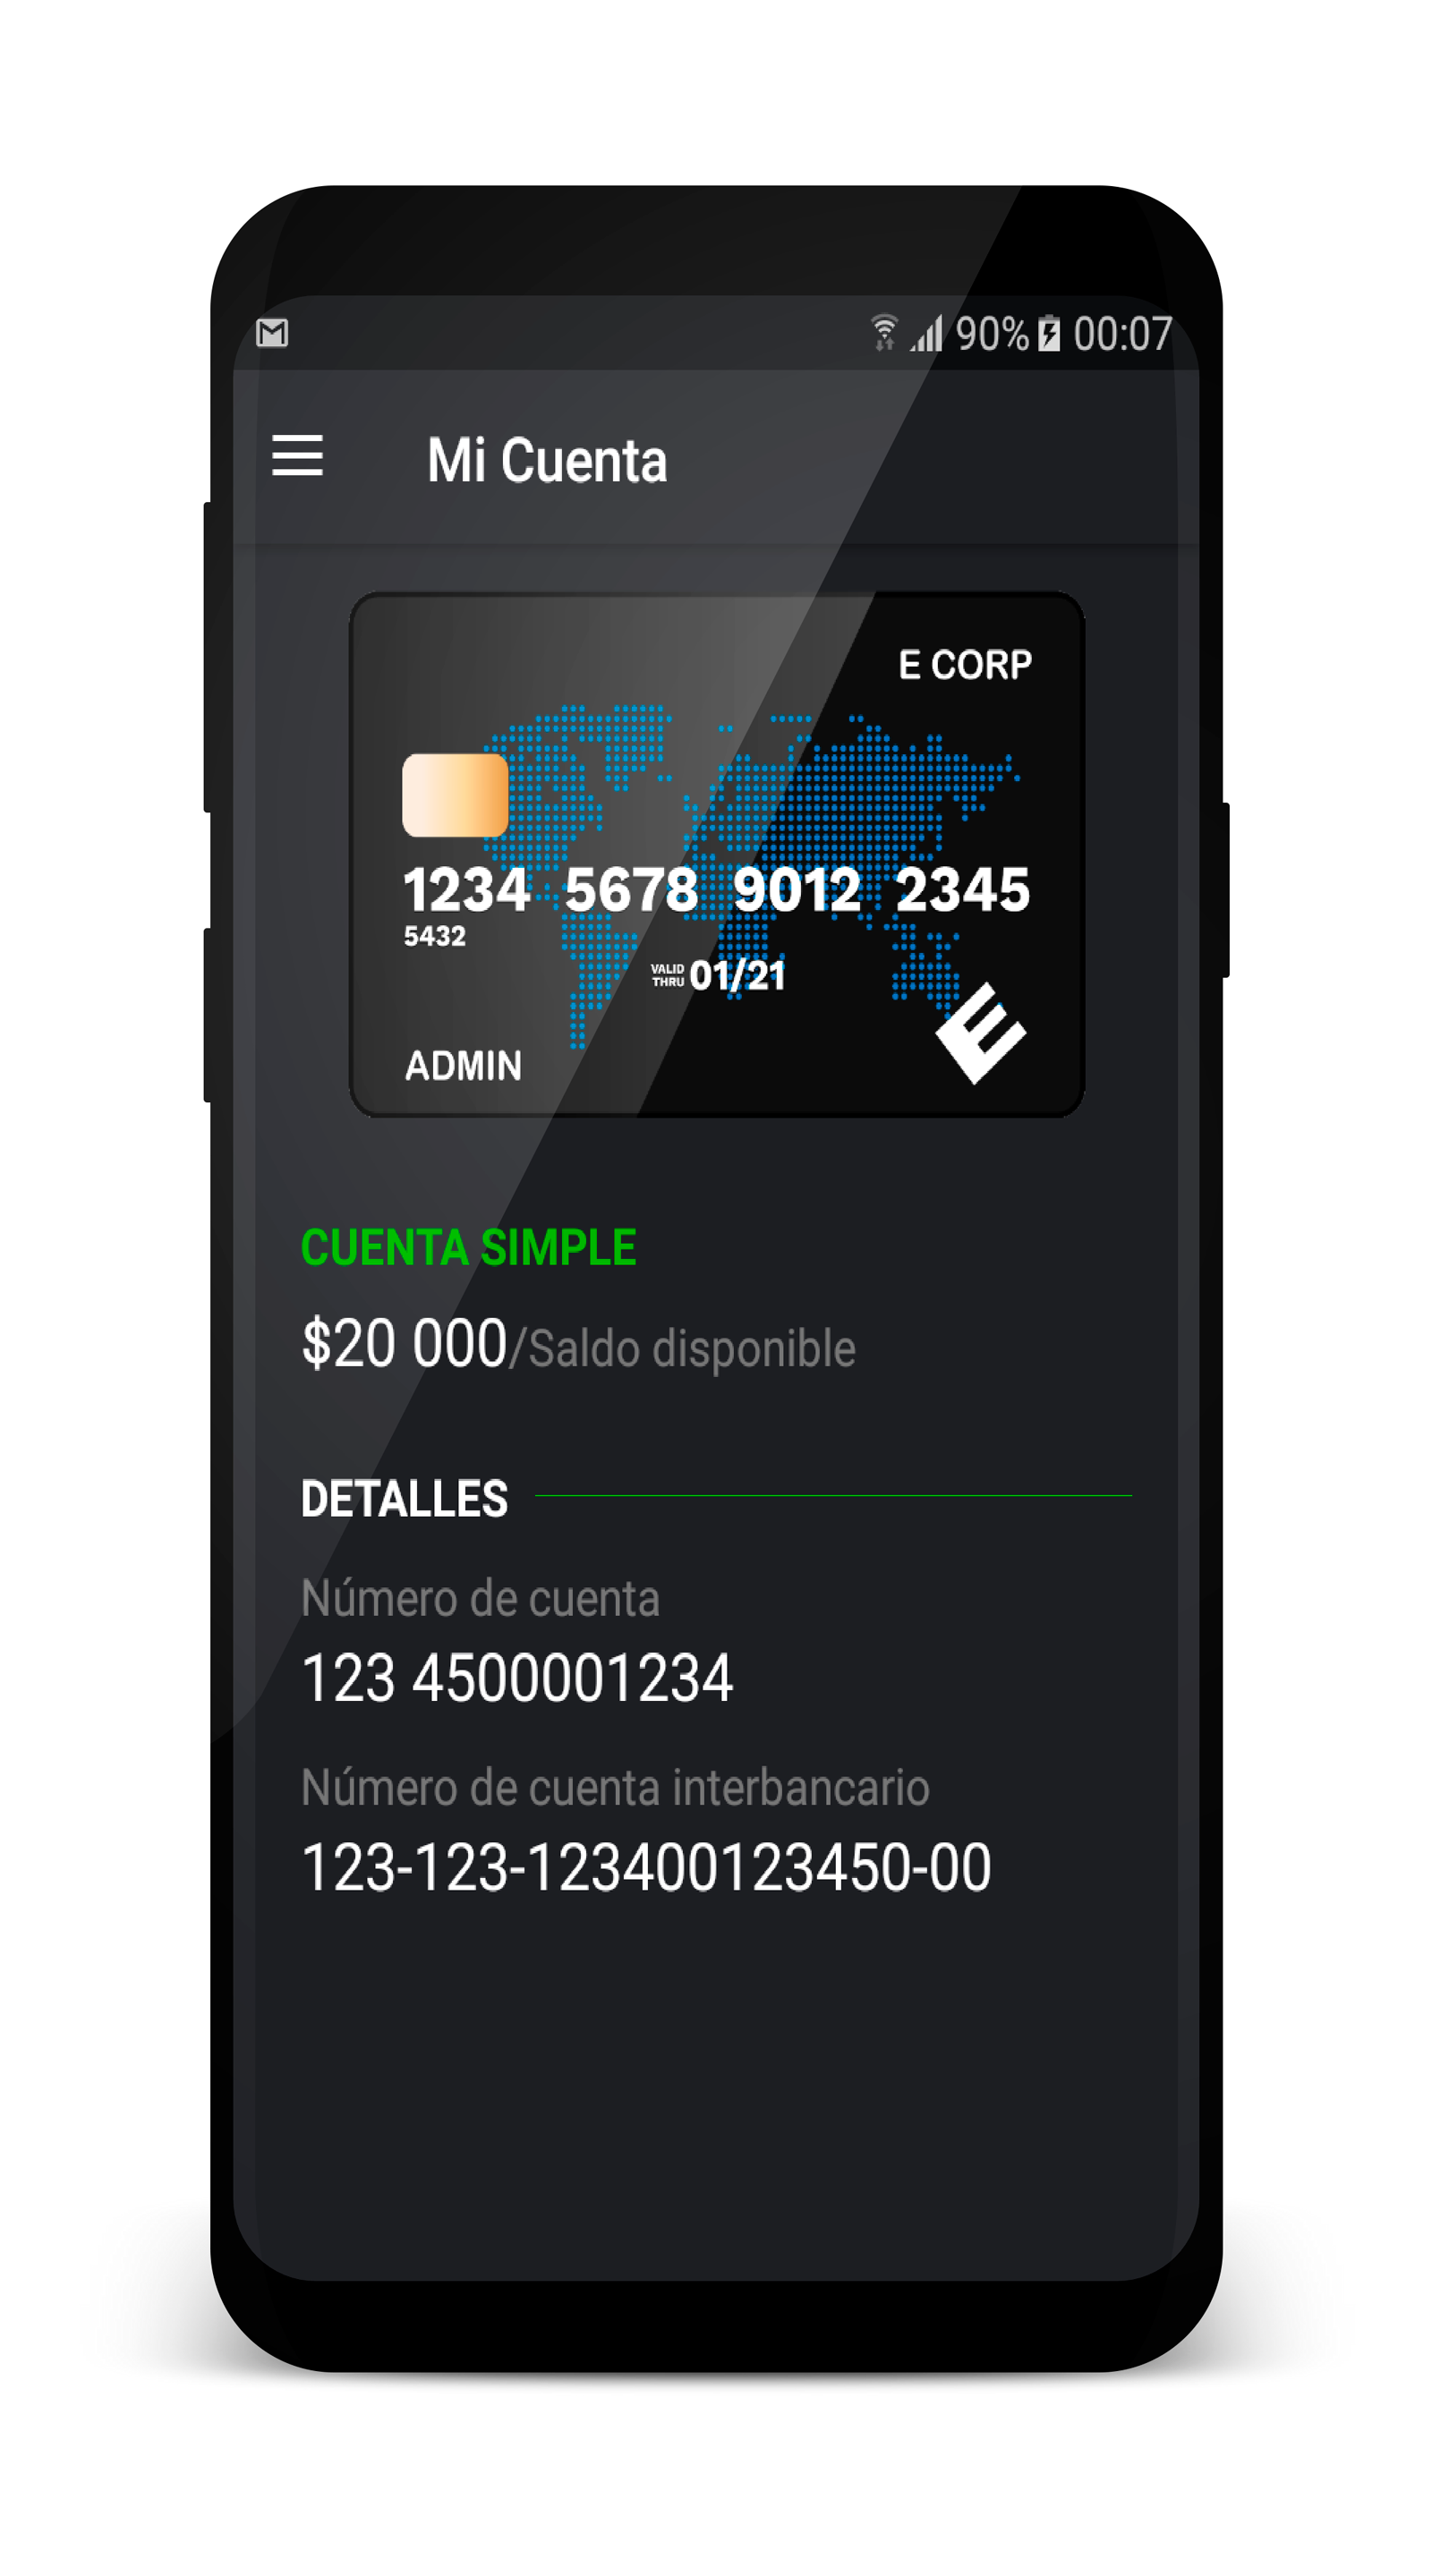 90% 00:07
Mi Cuenta
E CORP
1234 5678 9012 2345
5432
VALID THRU 01/21
ADMIN
CUENTA SIMPLE
$20 000/Saldo disponible
DETALLES
Número de cuenta
123 4500001234
Número de cuenta interbancario
123-123-123400123450-00